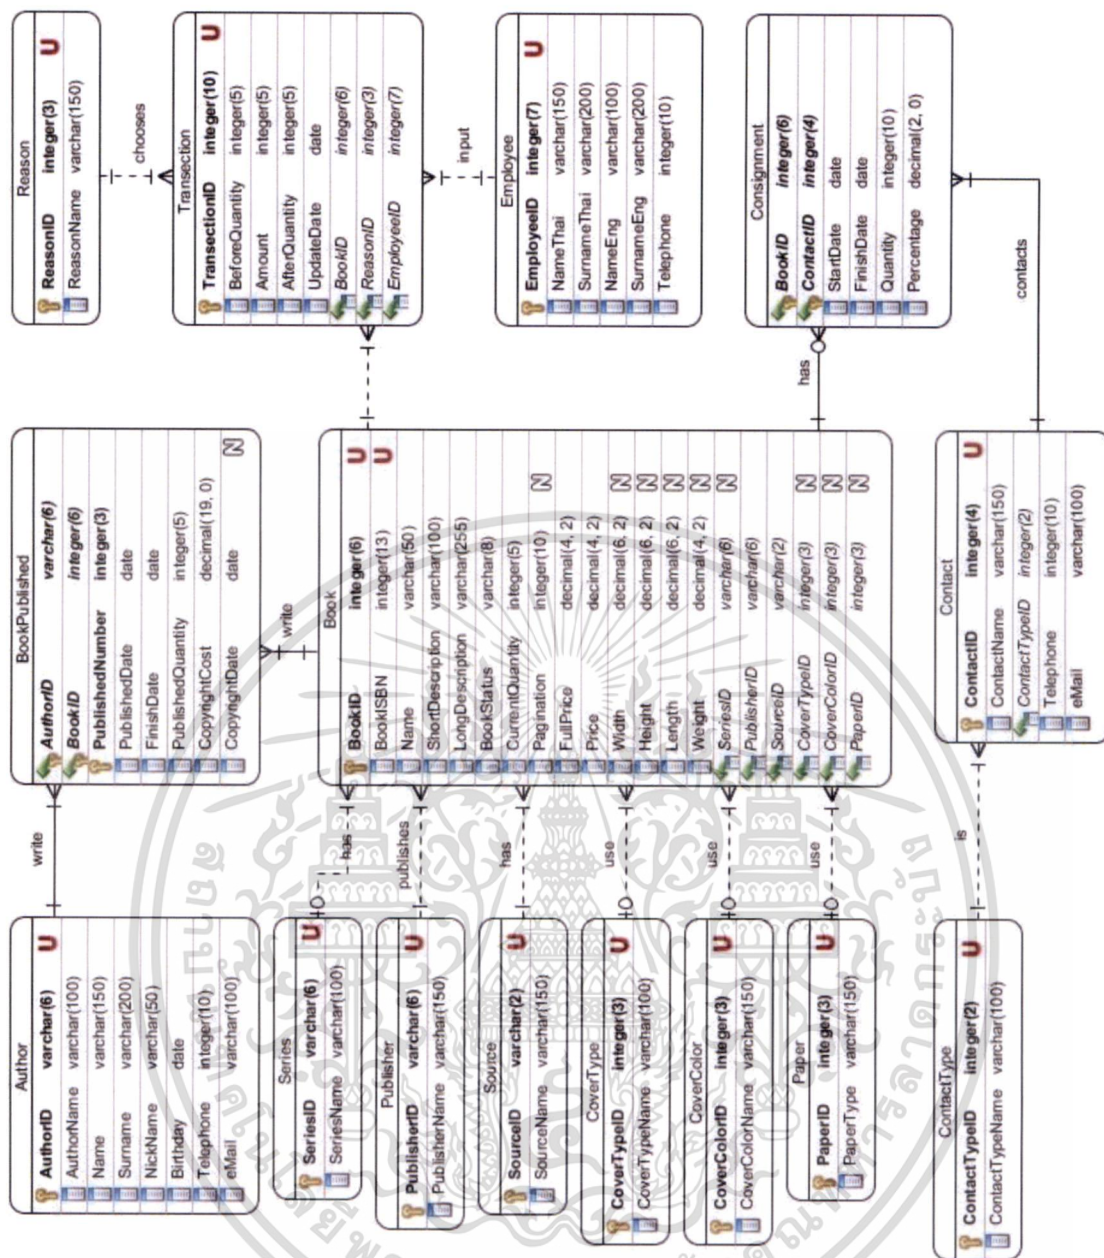 Author
AuthorID varchar(6) U
AuthorName varchar(100)
Name varchar(150)
Surname varchar(200)
NickName varchar(50)
Birthday date
Telephone integer(10)
eMail varchar(100)
write
BookPublished
AuthorID varchar(6)
BookID integer(6)
PublishedNumber integer(3)
PublishedDate date
FinishDate date
PublishedQuantity integer(5)
CopyrightCost decimal(19, 0)
CopyrightDate date N
write
Reason
ReasonID integer(3) U
ReasonName varchar(150)
chooses
Transection
TransectionID integer(10) U
BeforeQuantity integer(5)
Amount integer(5)
AfterQuantity integer(5)
UpdateDate date
BookID integer(6)
ReasonID integer(3)
EmployeeID integer(7)
input
Employee
EmployeeID integer(7)
NameThai varchar(150)
SurnameThai varchar(200)
NameEng varchar(100)
SurnameEng varchar(200)
Telephone integer(10)
Series
SeriesID varchar(6) U
SeriesName varchar(100)
has
Publisher
PublisherID varchar(6) U
PublisherName varchar(150)
publishes
Source
SourceID varchar(2) U
SourceName varchar(150)
has
CoverType
CoverTypeID integer(3) U
CoverTypeName varchar(100)
use
CoverColor
CoverColorID integer(3) U
CoverColorName varchar(150)
use
Paper
PaperID integer(3) U
PaperType varchar(150)
use
Book
BookID integer(6) U
BookISBN integer(13) U
Name varchar(50)
ShortDescription varchar(100)
LongDescription varchar(255)
BookStatus varchar(8)
CurrentQuantity integer(5)
Pagination integer(10) N
FullPrice decimal(4, 2)
Price decimal(4, 2)
Width decimal(6, 2) N
Height decimal(6, 2) N
Length decimal(6, 2) N
Weight decimal(4, 2) N
SeriesID varchar(6) N
PublisherID varchar(6)
SourceID varchar(2)
CoverTypeID integer(3) N
CoverColorID integer(3) N
PaperID integer(3) N
has
Consignment
BookID integer(6)
ContactID integer(4)
StartDate date
FinishDate date
Quantity integer(10)
Percentage decimal(2, 0)
contacts
ContactType
ContactTypeID integer(2) U
ContactTypeName varchar(100)
is
Contact
ContactID integer(4) U
ContactName varchar(150)
ContactTypeID integer(2)
Telephone integer(10)
eMail varchar(100)